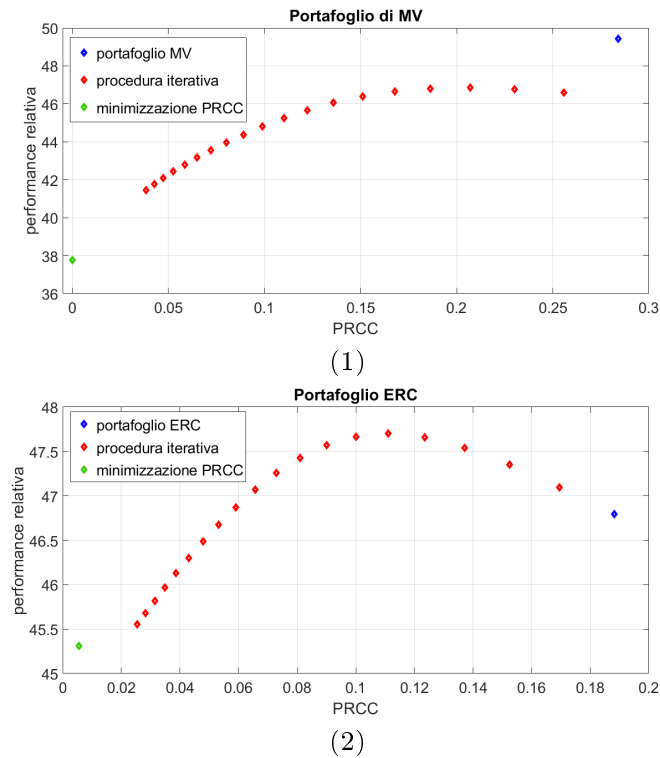 Portafoglio di MV
50
48
46
44
42
40
38
36
performance relativa
portafoglio MV
procedura iterativa
minimizzazione PRCC
0 0.05 0.1 0.15 0.2 0.25 0.3
PRCC
(1)
Portafoglio ERC
48
47.5
47
46.5
46
45.5
45
performance relativa
portafoglio ERC
procedura iterativa
minimizzazione PRCC
0 0.02 0.04 0.06 0.08 0.1 0.12 0.14 0.16 0.18 0.2
PRCC
(2)